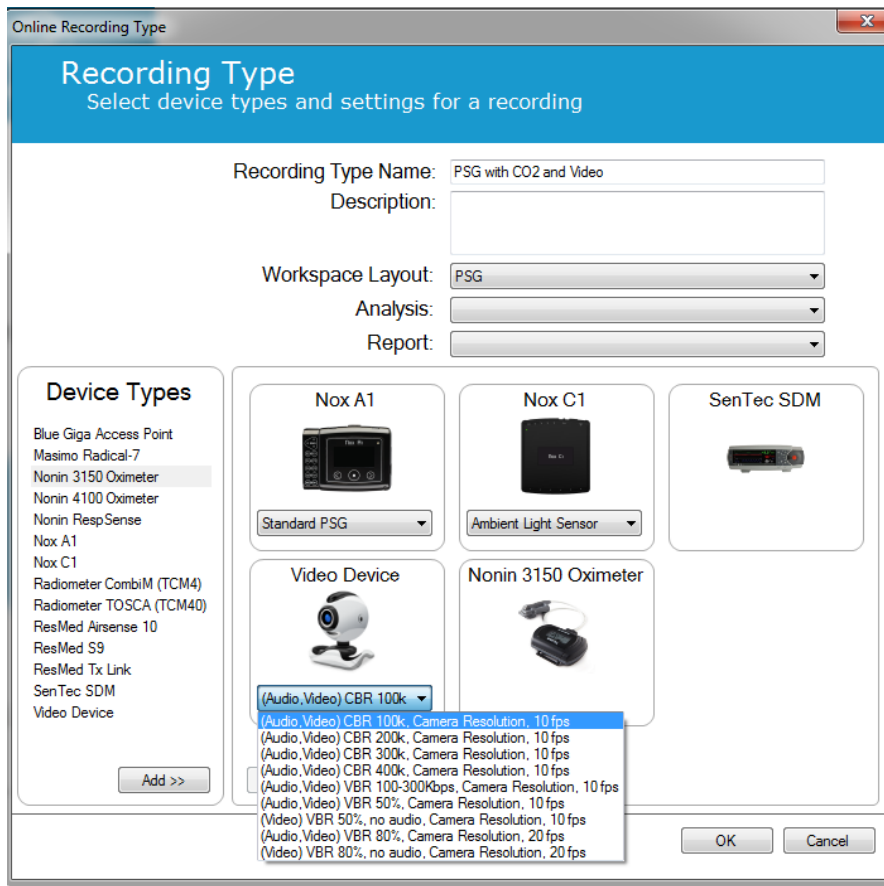 Online Recording Type
Recording Type
Select device types and settings for a recording
Recording Type Name: PSG with CO2 and Video
Description:
Workspace Layout: PSG
Analysis:
Report:
Device Types
Blue Giga Access Point
Masimo Radical-7
Nonin 3150 Oximeter
Nonin 4100 Oximeter
Nonin RespSense
Nox A1
Nox C1
Radiometer CombiM (TCM4)
Radiometer TOSCA (TCM40)
ResMed Airsense 10
ResMed S9
ResMed Tx Link
SenTec SDM
Video Device
Add >>
Nox A1
Nox A1
Standard PSG
Nox C1
Nox C1
Ambient Light Sensor
SenTec SDM
Video Device
(Audio,Video) CBR 100k
Nonin 3150 Oximeter
(Audio,Video) CBR 100k, Camera Resolution, 10 fps
(Audio,Video) CBR 200k, Camera Resolution, 10 fps
(Audio,Video) CBR 300k, Camera Resolution, 10 fps
(Audio,Video) CBR 400k, Camera Resolution, 10 fps
(Audio,Video) VBR 100-300Kbps, Camera Resolution, 10 fps
(Audio,Video) VBR 50%, Camera Resolution, 10 fps
(Video) VBR 50%, no audio, Camera Resolution, 10 fps
(Audio,Video) VBR 80%, Camera Resolution, 20 fps
(Video) VBR 80%, no audio, Camera Resolution, 20 fps
OK
Cancel